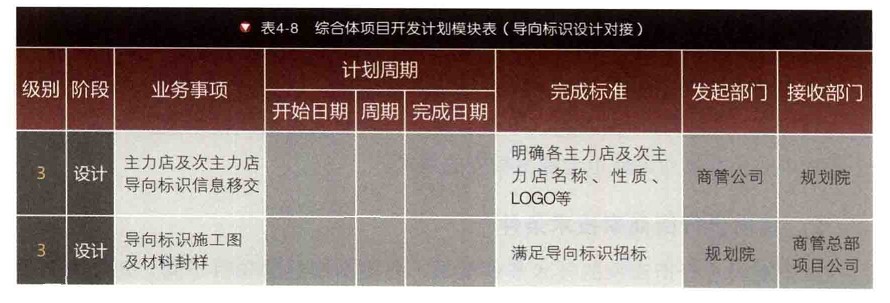 表4-8 综合体项目开发计划模块表（导向标识设计对接）
级别 阶段 业务事项 计划周期 完成标准 发起部门 接收部门
开始日期 周期 完成日期
3 设计 主力店及次主力店
导向标识信息移交
明确各主力店及次主
力店名称、性质、
LOGO等
商管公司 规划院
3 设计 导向标识施工图
及材料封样
满足导向标识招标 规划院 商管总部
项目公司